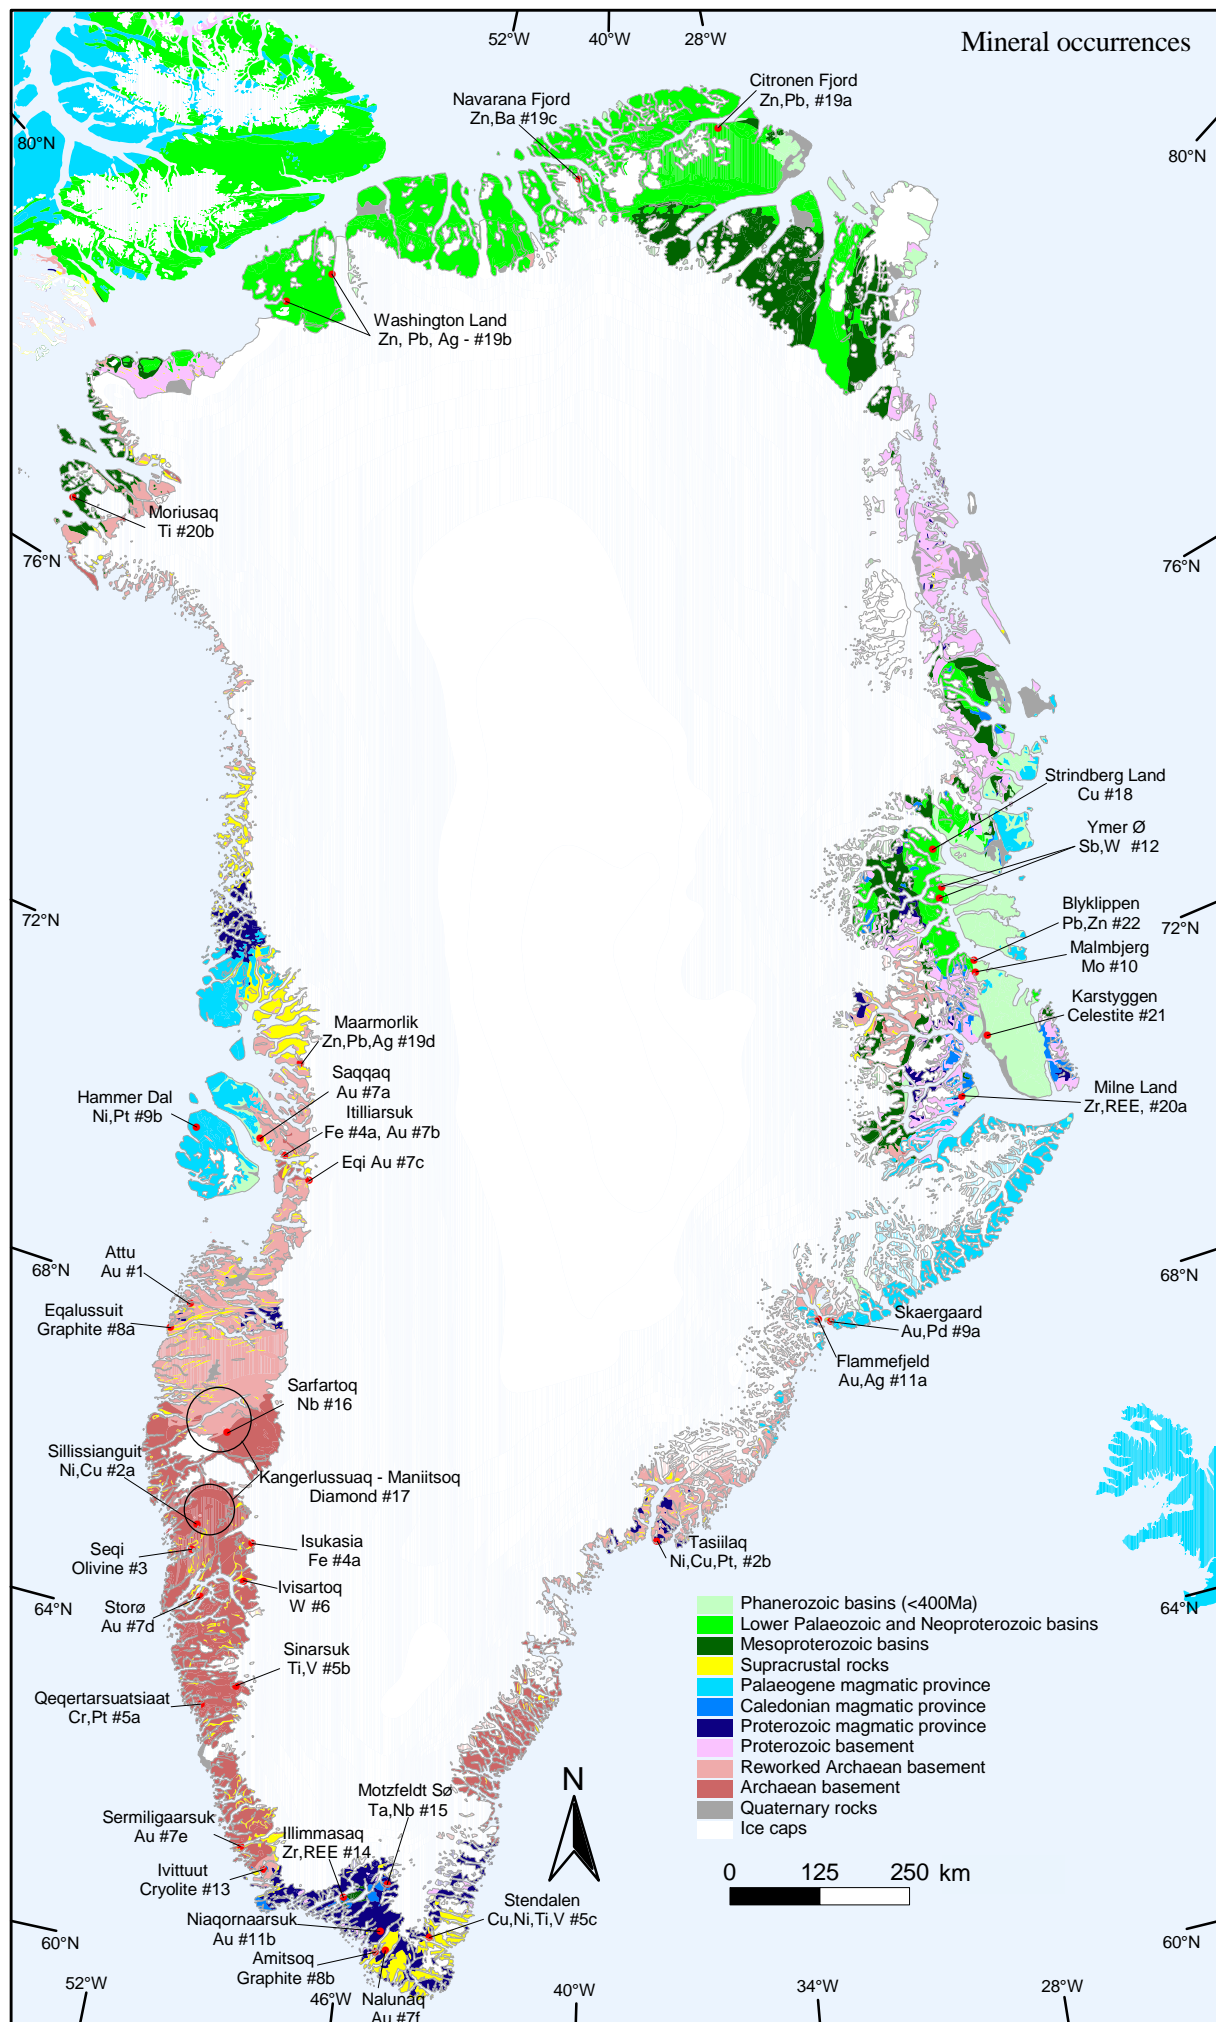 52°W
40°W
28°W
Mineral occurrences
Citronen Fjord
Zn,Pb, #19a
Navarana Fjord
Zn,Ba #19c
80°N
80°N
Washington Land
Zn, Pb, Ag - #19b
Moriusaq
Ti #20b
76°N
76°N
Strindberg Land
Cu #18
Ymer Ø
Sb,W #12
72°N
72°N
Blyklippen
Pb,Zn #22
Malmbjerg
Mo #10
Karstyggen
Celestite #21
Maarmorlik
Zn,Pb,Ag #19d
Saqqaq
Au #7a
Hammer Dal
Ni,Pt #9b
Itilliarsuk
Fe #4a, Au #7b
Milne Land
Zr,REE, #20a
Eqi Au #7c
Attu
Au #1
68°N
68°N
Eqalussuit
Graphite #8a
Skaergaard
Au,Pd #9a
Flammefjeld
Au,Ag #11a
Sarfartoq
Nb #16
Sillissianguit
Ni,Cu #2a
Kangerlussuaq - Maniitsoq
Diamond #17
Seqi
Olivine #3
Isukasia
Fe #4a
Tasiilaq
Ni,Cu,Pt, #2b
Ivisartoq
W #6
64°N
64°N
Storø
Au #7d
Sinarsuk
Ti,V #5b
Qeqertarsuatsiaat
Cr,Pt #5a
Phanerozoic basins (<400Ma)
Lower Palaeozoic and Neoproterozoic basins
Mesoproterozoic basins
Supracrustal rocks
Palaeogene magmatic province
Caledonian magmatic province
Proterozoic magmatic province
Proterozoic basement
Reworked Archaean basement
Archaean basement
Quaternary rocks
Ice caps
N
Motzfeldt Sø
Ta,Nb #15
Sermiligaarsuk
Au #7e
Illimmasaq
Zr,REE #14
Ivittuut
Cryolite #13
0 125 250 km
Stendalen
Cu,Ni,Ti,V #5c
Niaqornaarsuk
Au #11b
Amitsoq
Graphite #8b
Nalunaq
Au #7f
60°N
60°N
52°W
46°W
40°W
34°W
28°W